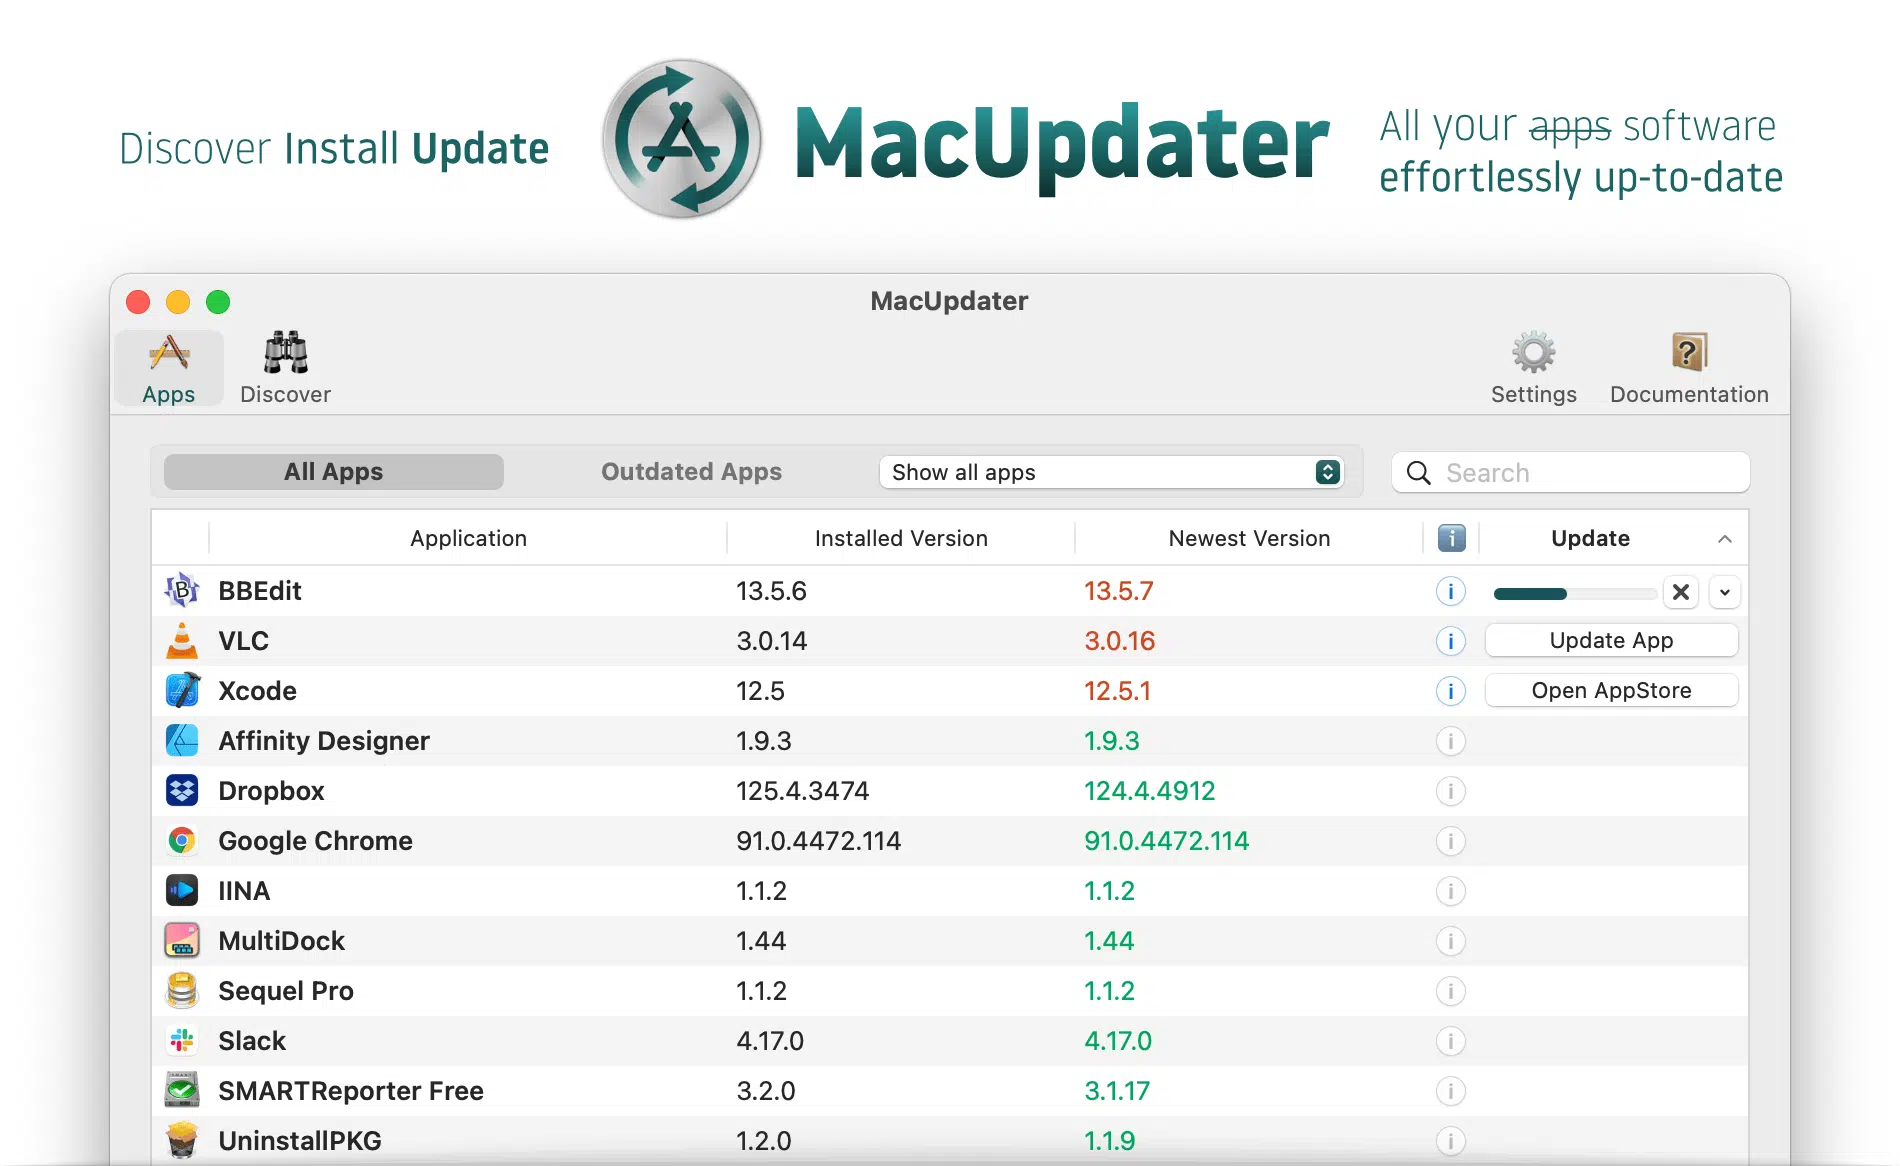 Discover Install Update
MacUpdater
All your apps software
effortlessly up-to-date
MacUpdater
Apps
Discover
Settings
Documentation
All Apps
Outdated Apps
Show all apps
Search
Application
Installed Version
Newest Version
Update
BBEdit 13.5.6 13.5.7
VLC 3.0.14 3.0.16 Update App
Xcode 12.5 12.5.1 Open AppStore
Affinity Designer 1.9.3 1.9.3
Dropbox 125.4.3474 124.4.4912
Google Chrome 91.0.4472.114 91.0.4472.114
IINA 1.1.2 1.1.2
MultiDock 1.44 1.44
Sequel Pro 1.1.2 1.1.2
Slack 4.17.0 4.17.0
SMARTReporter Free 3.2.0 3.1.17
UninstallPKG 1.2.0 1.1.9